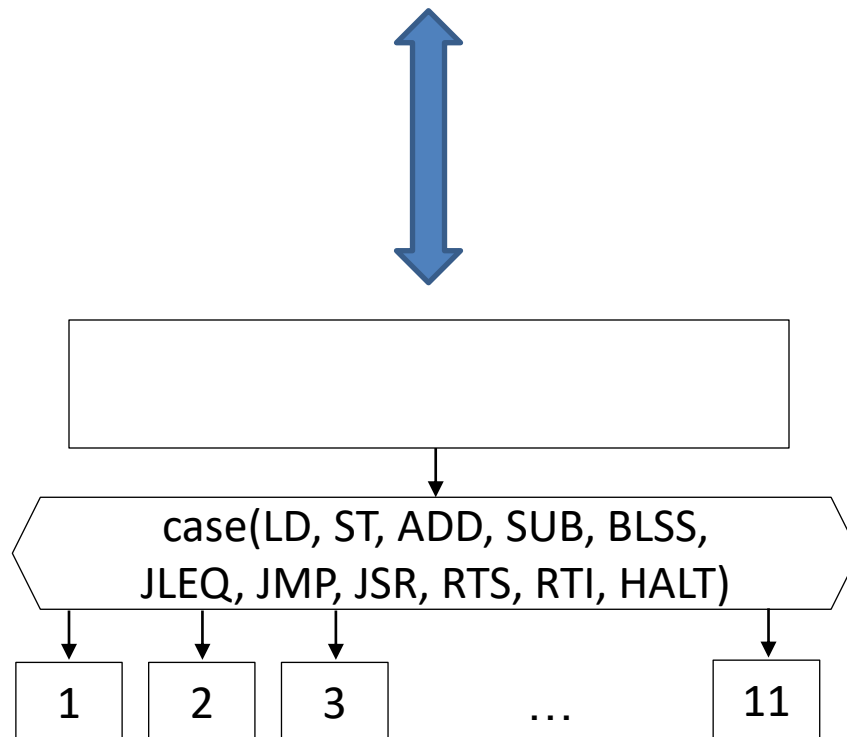 case(LD, ST, ADD, SUB, BLSS,
JLEQ, JMP, JSR, RTS, RTI, HALT)
1 2 3 ... 11